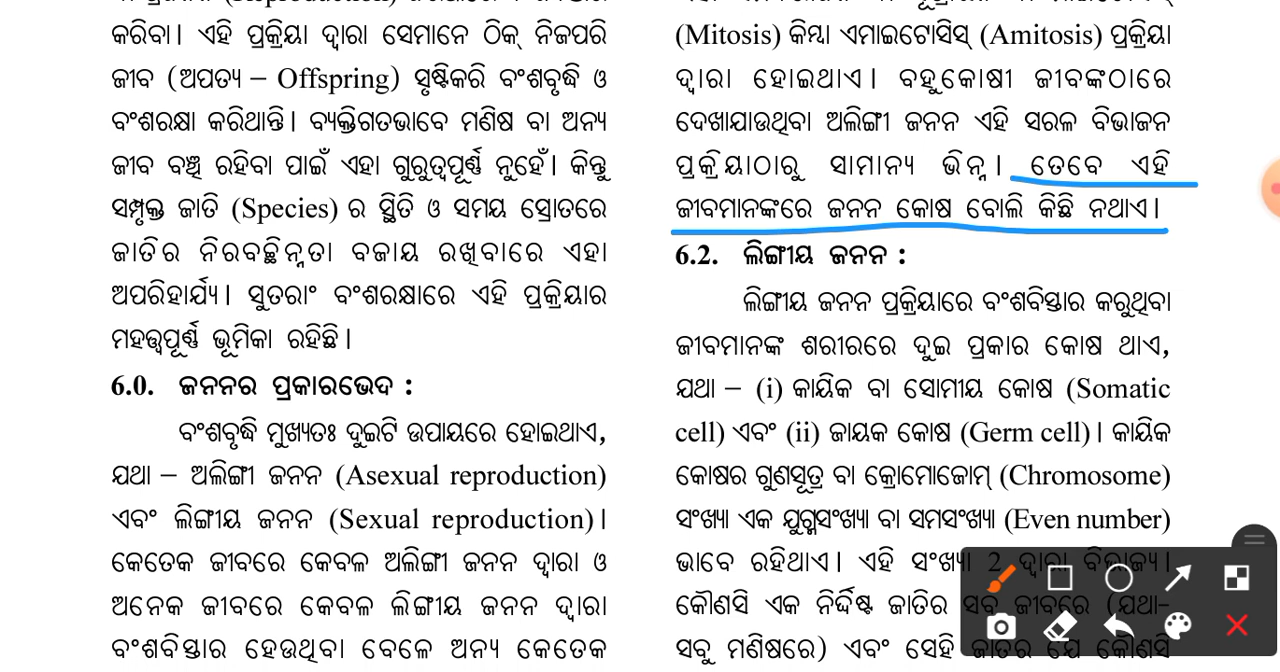 କରିବା। ଏହି ପ୍ରକ୍ରିୟା ଦ୍ୱାରା ସେମାନେ ଠିକ୍ ନିଜପରି
ଜୀବ (ଅପତ୍ୟ – Offspring) ସୃଷ୍ଟିକରି ବଂଶବୃଦ୍ଧି ଓ
ବଂଶରକ୍ଷା କରିଥାନ୍ତି। ବ୍ୟକ୍ତିଗତଭାବେ ମଣିଷ ବା ଅନ୍ୟ
ଜୀବ ବଞ୍ଚି ରହିବା ପାଇଁ ଏହା ଗୁରୁତ୍ୱପୂର୍ଣ୍ଣ ନୁହେଁ। କିନ୍ତୁ
ସମ୍ପୃକ୍ତ ଜାତି (Species) ର ସ୍ଥିତି ଓ ସମୟ ସ୍ରୋତରେ
ଜାତିର ନିରବଚ୍ଛିନ୍ନତା ବଜାୟ ରଖିବାରେ ଏହା
ଅପରିହାର୍ଯ୍ୟ। ସୁତରାଂ ବଂଶରକ୍ଷାରେ ଏହି ପ୍ରକ୍ରିୟାର
ମହତ୍ତ୍ୱପୂର୍ଣ୍ଣ ଭୂମିକା ରହିଛି।
6.0. ଜନନର ପ୍ରକାରଭେଦ :
ବଂଶବୃଦ୍ଧି ମୁଖ୍ୟତଃ ଦୁଇଟି ଉପାୟରେ ହୋଇଥାଏ,
ଯଥା – ଅଲିଙ୍ଗୀ ଜନନ (Asexual reproduction)
ଏବଂ ଲିଙ୍ଗୀୟ ଜନନ (Sexual reproduction)।
କେତେକ ଜୀବରେ କେବଳ ଅଲିଙ୍ଗୀ ଜନନ ଦ୍ୱାରା ଓ
ଅନେକ ଜୀବରେ କେବଳ ଲିଙ୍ଗୀୟ ଜନନ ଦ୍ୱାରା
ବଂଶବିସ୍ତାର ହେଉଥିବା ବେଳେ ଅନ୍ୟ କେତେକ
(Mitosis) କିମ୍ବା ଏମାଇଟୋସିସ୍ (Amitosis) ପ୍ରକ୍ରିୟା
ଦ୍ୱାରା ହୋଇଥାଏ। ବହୁକୋଷୀ ଜୀବଙ୍କଠାରେ
ଦେଖାଯାଉଥିବା ଅଲିଙ୍ଗୀ ଜନନ ଏହି ସରଳ ବିଭାଜନ
ପ୍ରକ୍ରିୟାଠାରୁ ସାମାନ୍ୟ ଭିନ୍ନ। ତେବେ ଏହି
ଜୀବମାନଙ୍କରେ ଜନନ କୋଷ ବୋଲି କିଛି ନଥାଏ।
6.2. ଲିଙ୍ଗୀୟ ଜନନ :
ଲିଙ୍ଗୀୟ ଜନନ ପ୍ରକ୍ରିୟାରେ ବଂଶବିସ୍ତାର କରୁଥିବା
ଜୀବମାନଙ୍କ ଶରୀରରେ ଦୁଇ ପ୍ରକାର କୋଷ ଥାଏ,
ଯଥା – (i) କାୟିକ ବା ସୋମୀୟ କୋଷ (Somatic
cell) ଏବଂ (ii) ଜାୟକ କୋଷ (Germ cell)। କାୟିକ
କୋଷର ଗୁଣସୂତ୍ର ବା କ୍ରୋମୋଜୋମ୍ (Chromosome)
ସଂଖ୍ୟା ଏକ ଯୁଗ୍ମସଂଖ୍ୟା ବା ସମସଂଖ୍ୟା (Even number)
ଭାବେ ରହିଥାଏ। ଏହି ସଂଖ୍ୟା 2 ଦ୍ୱାରା ବିଭାଜ୍ୟ।
କୌଣସି ଏକ ନିର୍ଦ୍ଦିଷ୍ଟ ଜାତିର ସବୁ ଜୀବରେ (ଯଥା–
ସବୁ ମଣିଷରେ) ଏବଂ ସେହି ଜାତିର ଯେ କୌଣସି